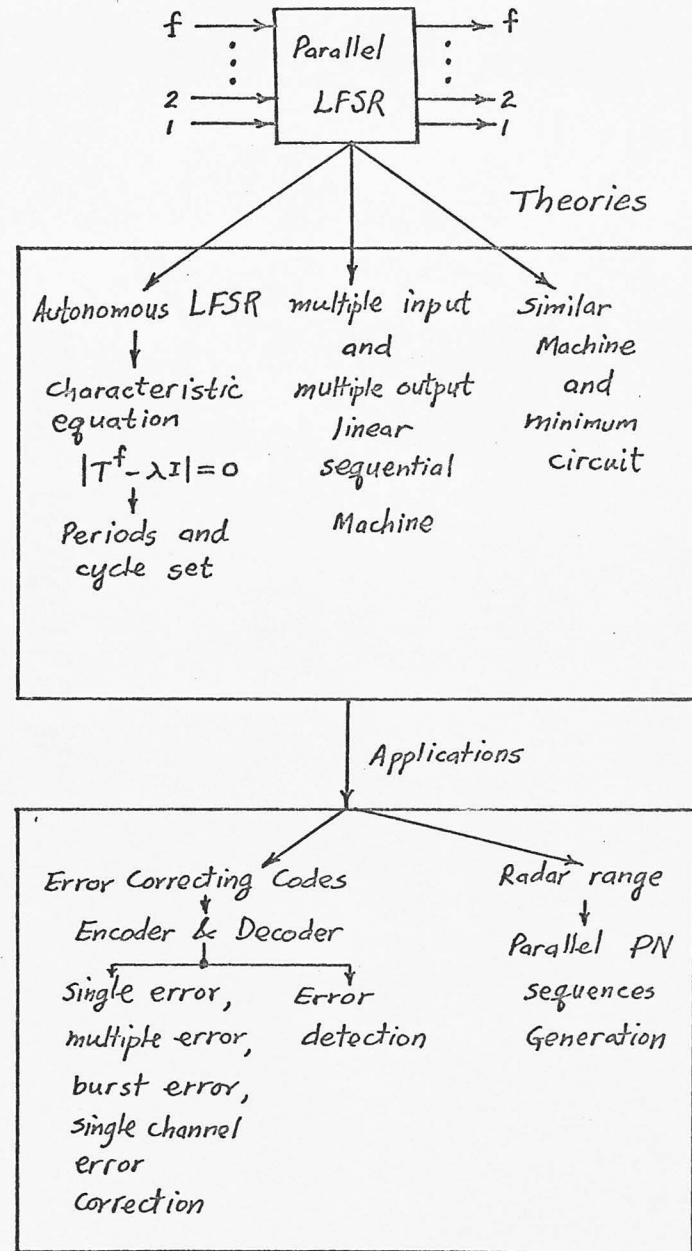 f f
Parallel
LFSR
2 2
1 1
Theories
Autonomous LFSR
characteristic
equation
|T^f - λI| = 0
Periods and
cycle set
multiple input
and
multiple output
linear
sequential
Machine
Similar
Machine
and
minimum
circuit
Applications
Error Correcting Codes
Encoder & Decoder
Single error,
multiple error,
burst error,
single channel
error
correction
Error
detection
Radar range
Parallel PN
sequences
Generation